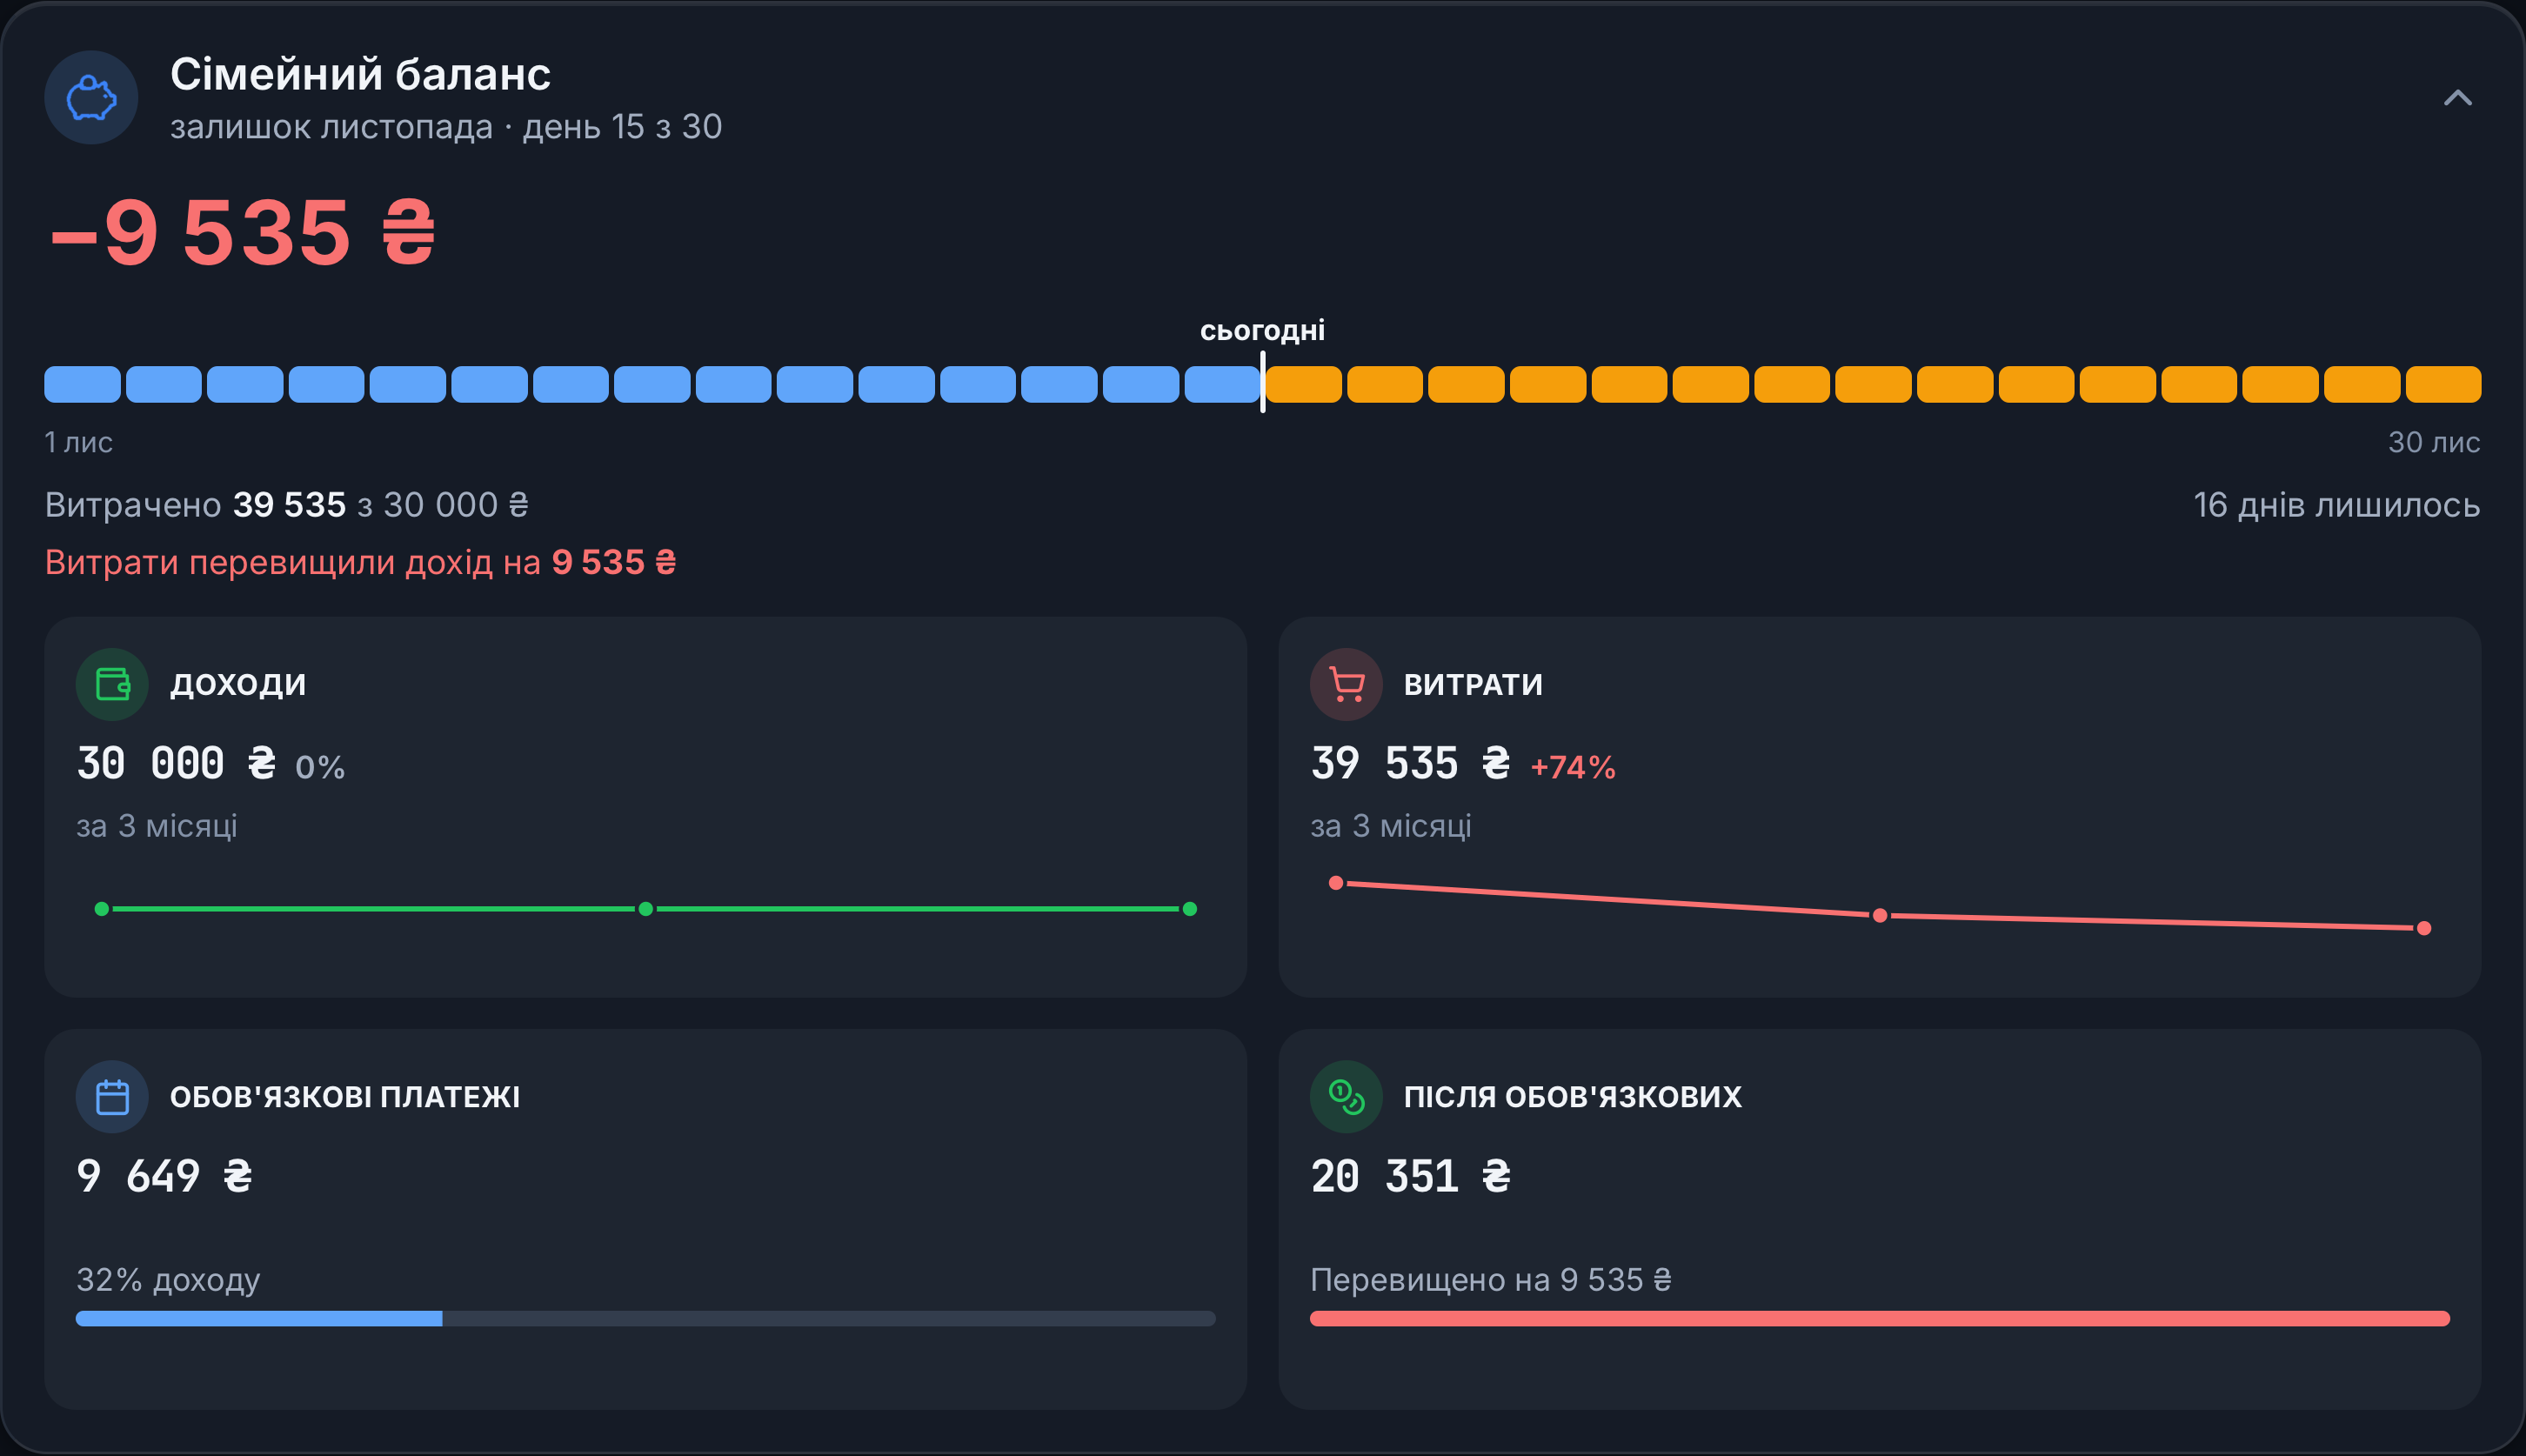 Сімейний баланс
залишок листопада · день 15 з 30
−9 535 ₴
сьогодні
1 лис
30 лис
Витрачено 39 535 з 30 000 ₴
16 днів лишилось
Витрати перевищили дохід на 9 535 ₴
ДОХОДИ
30 000 ₴ 0%
за 3 місяці
ВИТРАТИ
39 535 ₴ +74%
за 3 місяці
ОБОВ'ЯЗКОВІ ПЛАТЕЖІ
9 649 ₴
32% доходу
ПІСЛЯ ОБОВ'ЯЗКОВИХ
20 351 ₴
Перевищено на 9 535 ₴